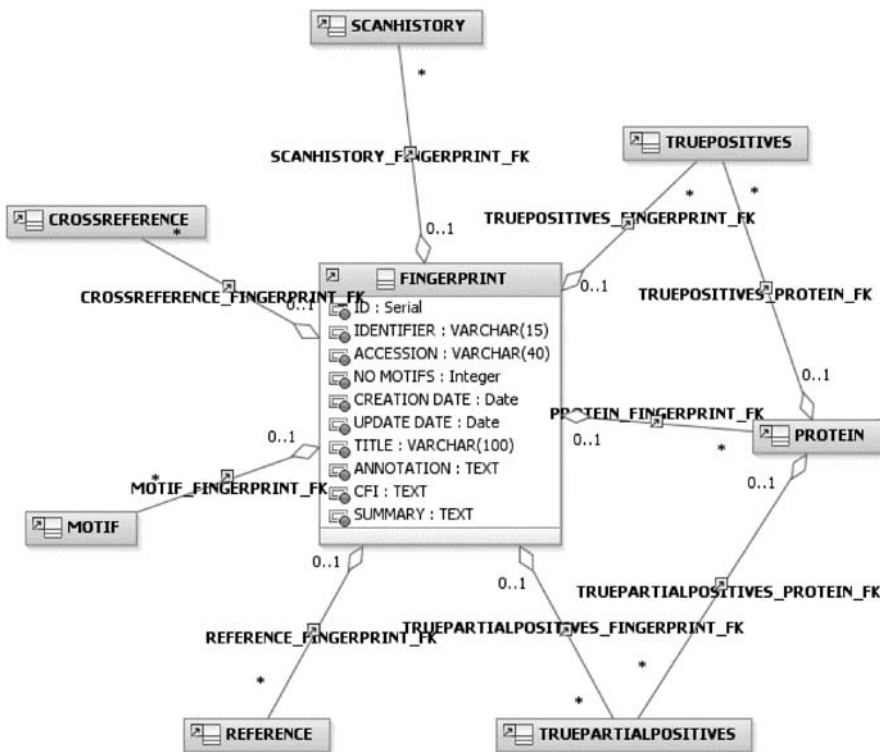 SCANHISTORY
*
SCANHISTORY_FINGERPRINT_FK
0..1
TRUEPOSITIVES
*
*
TRUEPOSITIVES_FINGERPRINT_FK
0..1
TRUEPOSITIVES_PROTEIN_FK
0..1
CROSSREFERENCE
*
CROSSREFERENCE_FINGERPRINT_FK
0..1
FINGERPRINT
ID : Serial
IDENTIFIER : VARCHAR(15)
ACCESSION : VARCHAR(40)
NO MOTIFS : Integer
CREATION DATE : Date
UPDATE DATE : Date
TITLE : VARCHAR(100)
ANNOTATION : TEXT
CFI : TEXT
SUMMARY : TEXT
PROTEIN_FINGERPRINT_FK
0..1
*
PROTEIN
0..1
0..1
*
MOTIF_FINGERPRINT_FK
MOTIF
0..1
REFERENCE_FINGERPRINT_FK
*
REFERENCE
0..1
TRUEPARTIALPOSITIVES_PROTEIN_FK
TRUEPARTIALPOSITIVES_FINGERPRINT_FK
*
*
TRUEPARTIALPOSITIVES